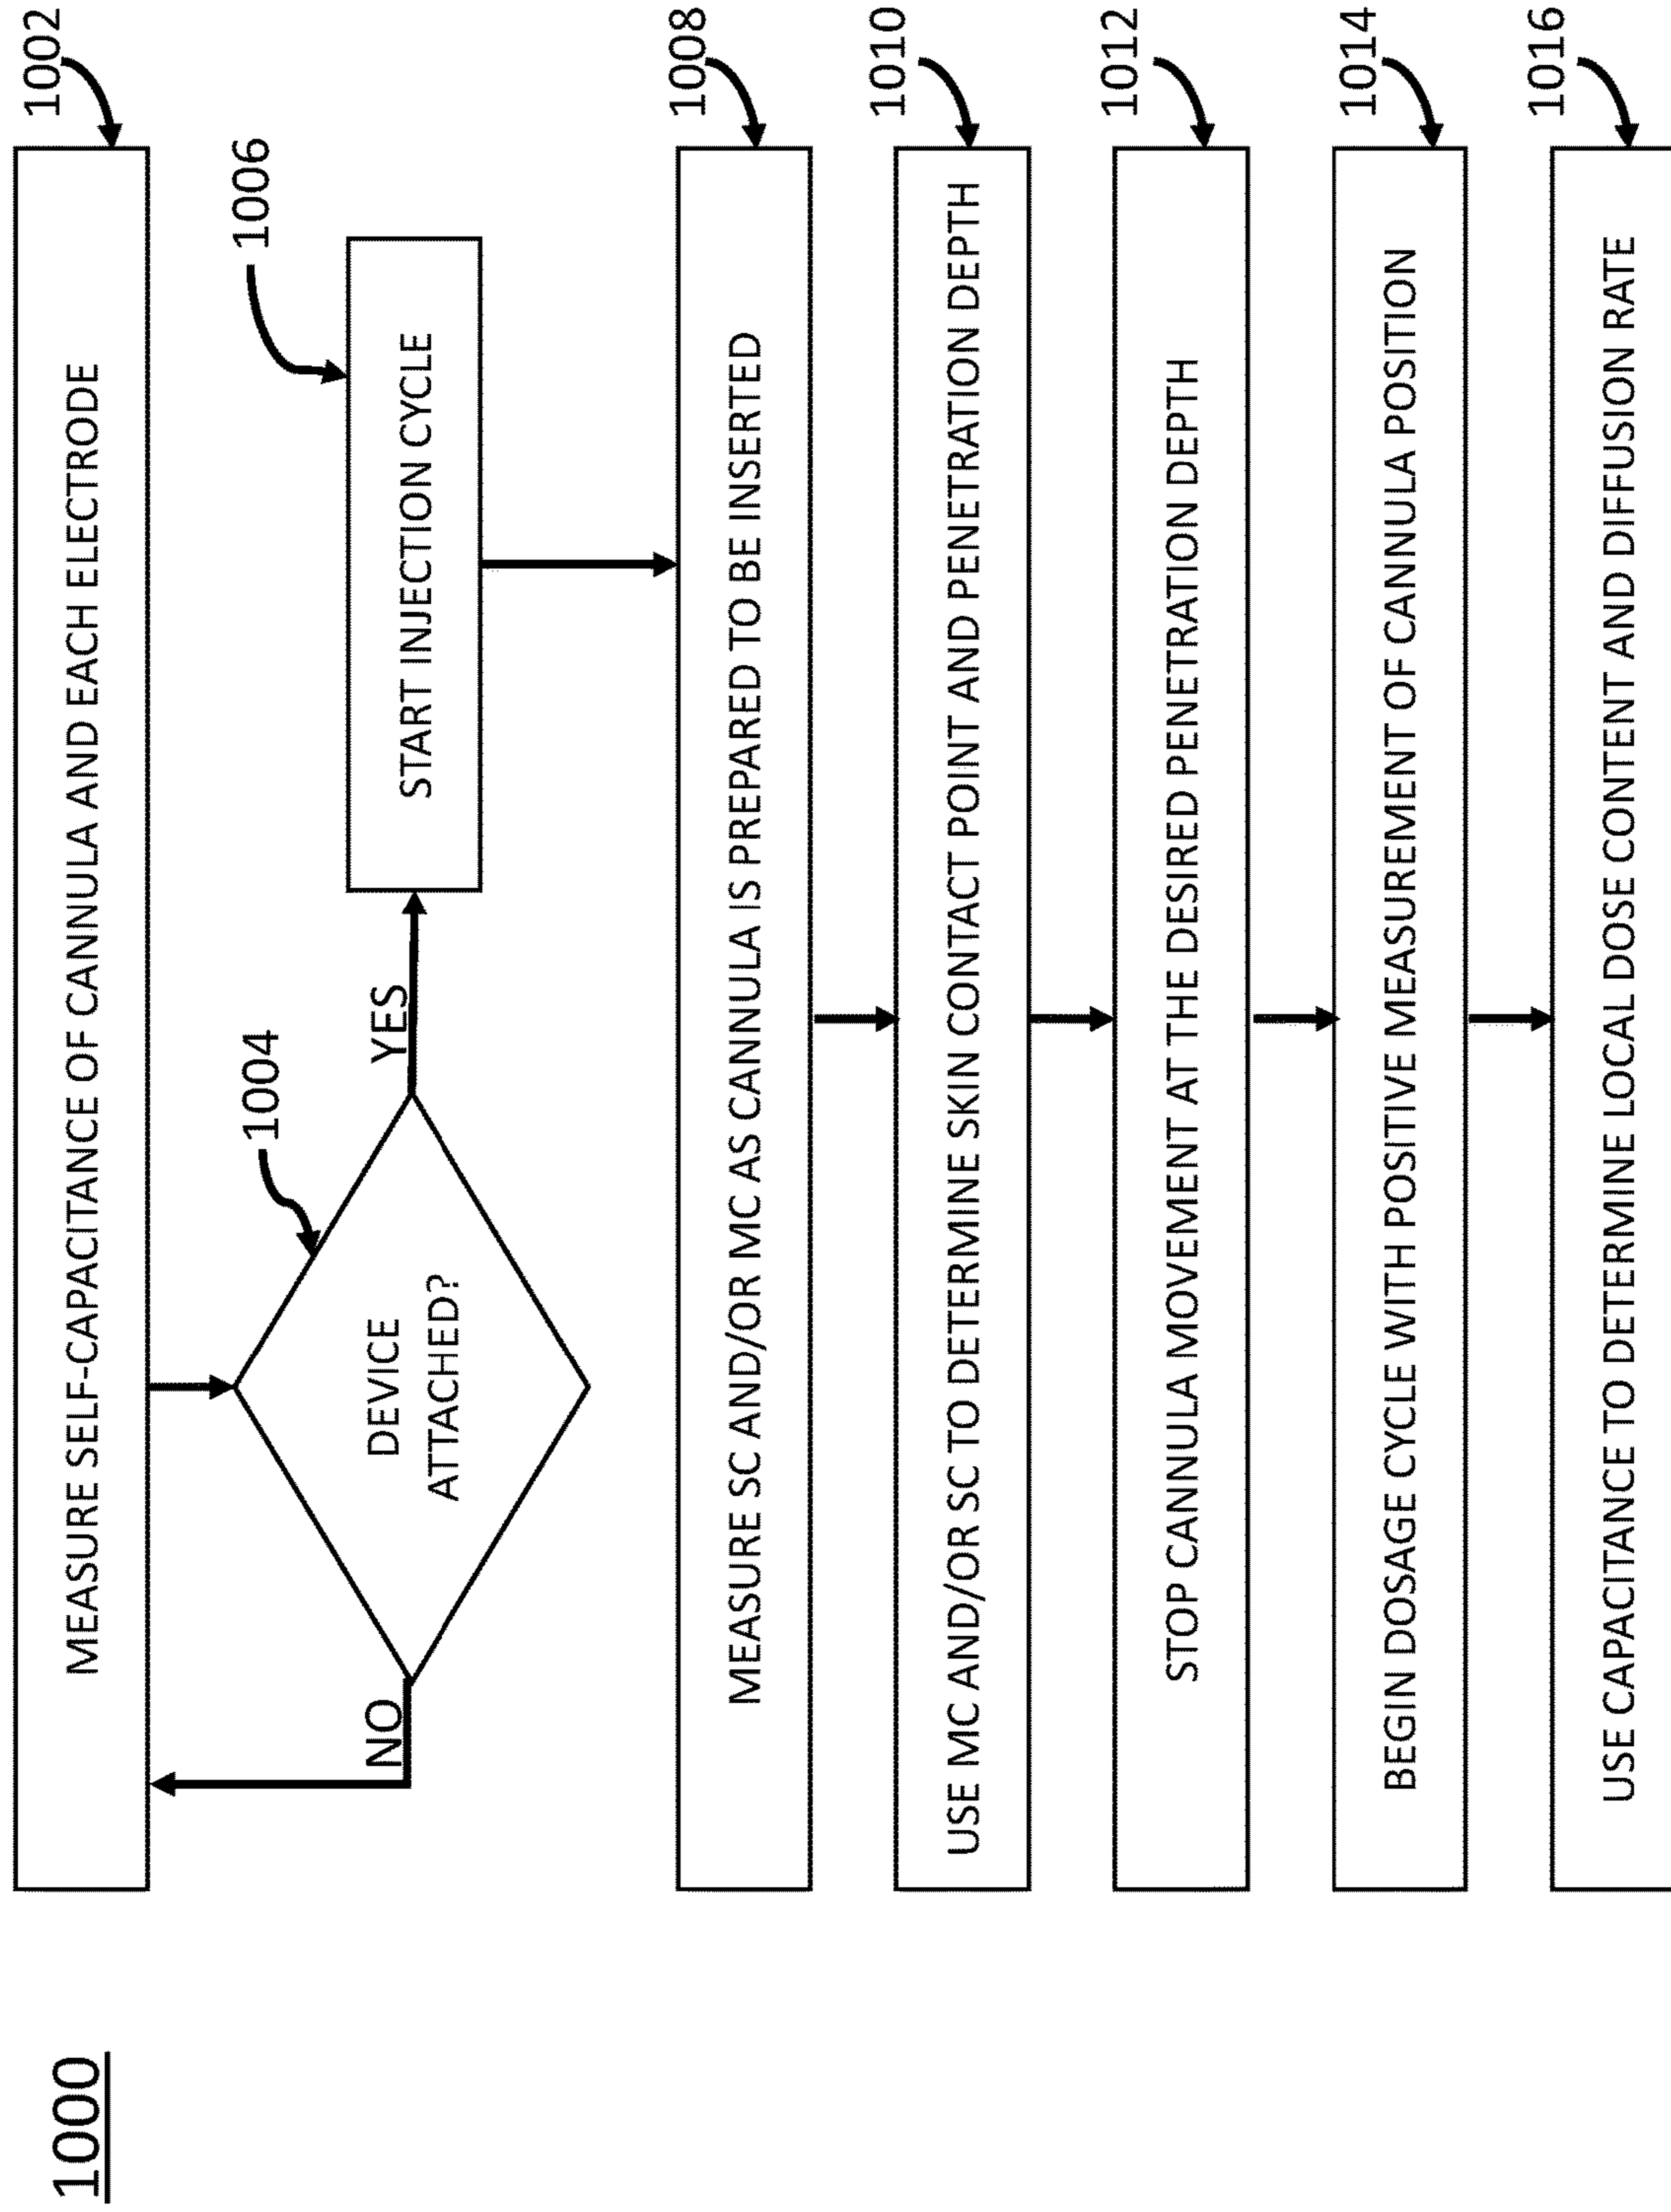 1000
MEASURE SELF-CAPACITANCE OF CANNULA AND EACH ELECTRODE
1002
DEVICE
ATTACHED?
1004
NO
YES
START INJECTION CYCLE
1006
MEASURE SC AND/OR MC AS CANNULA IS PREPARED TO BE INSERTED
1008
USE MC AND/OR SC TO DETERMINE SKIN CONTACT POINT AND PENETRATION DEPTH
1010
STOP CANNULA MOVEMENT AT THE DESIRED PENETRATION DEPTH
1012
BEGIN DOSAGE CYCLE WITH POSITIVE MEASUREMENT OF CANNULA POSITION
1014
USE CAPACITANCE TO DETERMINE LOCAL DOSE CONTENT AND DIFFUSION RATE
1016